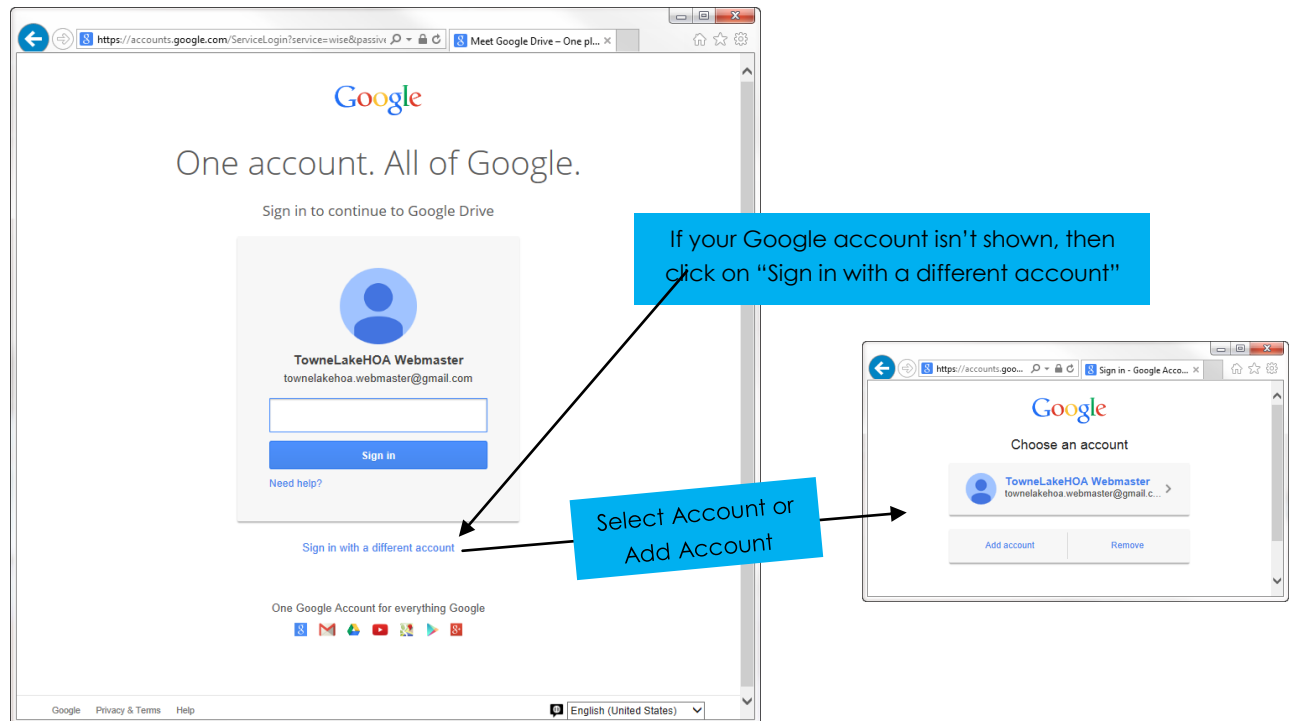 https://accounts.google.com/ServiceLogin?service=wise&passiv
Meet Google Drive – One pl...
Google
One account. All of Google.
Sign in to continue to Google Drive
TowneLakeHOA Webmaster
townelakehoa.webmaster@gmail.com
Sign in
Need help?
Sign in with a different account
One Google Account for everything Google
Google Privacy & Terms Help
English (United States)
If your Google account isn’t shown, then
click on “Sign in with a different account”
Select Account or
Add Account
https://accounts.goo...
Sign in - Google Acco...
Google
Choose an account
TowneLakeHOA Webmaster
townelakehoa.webmaster@gmail.c...
Add account
Remove